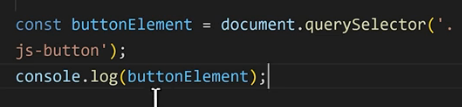 const buttonElement = document.querySelector('.
js-button');
console.log(buttonElement);